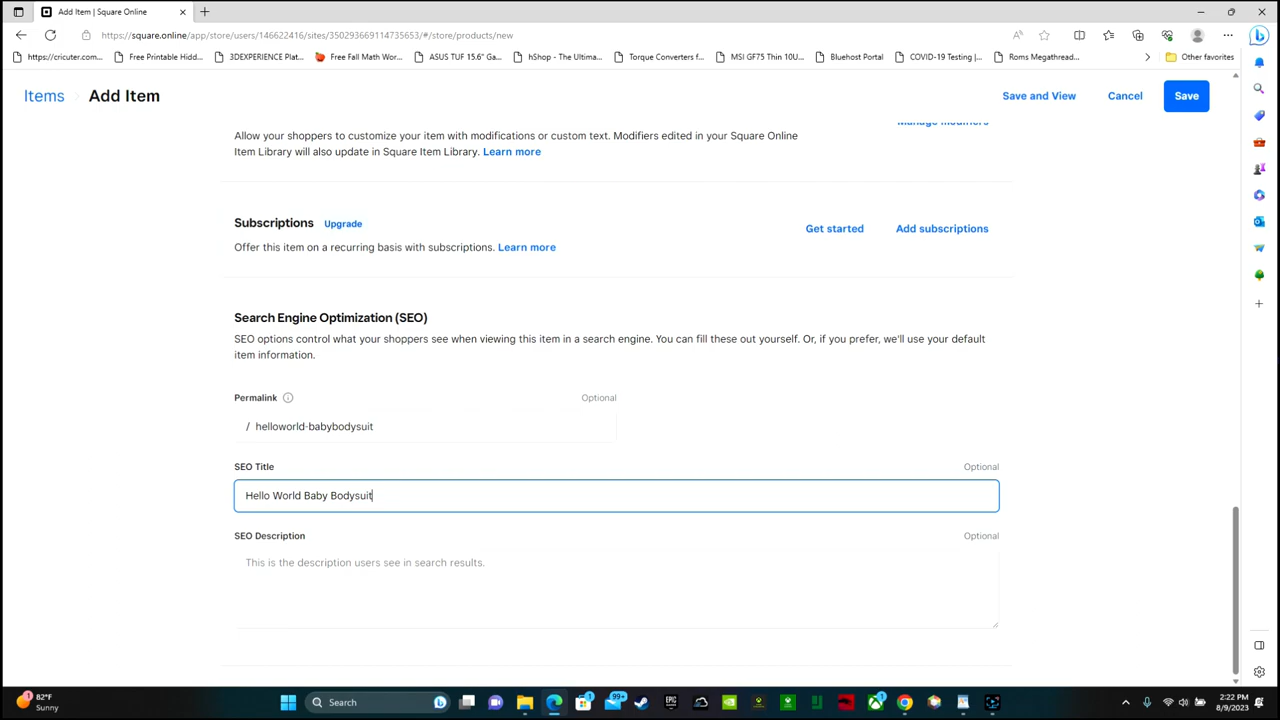 Add Item | Square Online
https://square.online/app/store/users/146622416/sites/350293669114735653/#/store/products/new
https://cricuter.com...
Free Printable Hidd...
3DEXPERIENCE Plat...
Free Fall Math Wor...
ASUS TUF 15.6" Ga...
hShop - The Ultima...
Torque Converters f...
MSI GF75 Thin 10U...
Bluehost Portal
COVID-19 Testing |...
Roms Megathread...
Other favorites
Items
Add Item
Save and View
Cancel
Save
Manage modifiers
Allow your shoppers to customize your item with modifications or custom text. Modifiers edited in your Square Online
Item Library will also update in Square Item Library. Learn more
Subscriptions Upgrade
Get started
Add subscriptions
Offer this item on a recurring basis with subscriptions. Learn more
Search Engine Optimization (SEO)
SEO options control what your shoppers see when viewing this item in a search engine. You can fill these out yourself. Or, if you prefer, we'll use your default
item information.
Permalink
Optional
/ helloworld-babybodysuit
SEO Title
Optional
Hello World Baby Bodysuit
SEO Description
Optional
This is the description users see in search results.
82°F
Sunny
Search
99+
EPIC
1
1
2:22 PM
8/9/2023